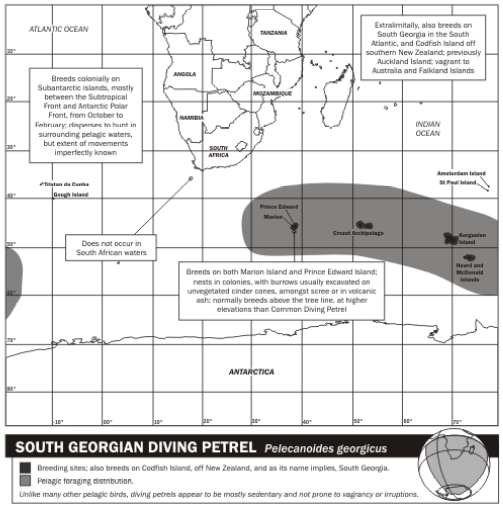 ATLANTIC OCEAN
TANZANIA
Extralimitally, also breeds on
South Georgia in the South
Atlantic, and Codfish Island off
southern New Zealand; previously
Auckland Island; vagrant to
Australia and Falkland Islands
10°
ANGOLA
Breeds colonially on
Subantarctic islands, mostly
between the Subtropical
Front and Antarctic Polar
Front, from October to
February; disperses to hunt in
surrounding pelagic waters,
but extent of movements
imperfectly known
MOZAMBIQUE
20°
NAMIBIA
INDIAN
OCEAN
SOUTH
AFRICA
30°
Amsterdam Island
St Paul Island
Tristan da Cunha
Gough Island
40°
Prince Edward
Marion
Crozet Archipelago
Kerguelen
Island
Does not occur in
South African waters
50°
Heard and
McDonald
Islands
Breeds on both Marion Island and Prince Edward Island;
nests in colonies, with burrows usually excavated on
unvegetated cinder cones, amongst scree or in volcanic
ash: normally breeds above the tree line, at higher
elevations than Common Diving Petrel
60°
70°
ANTARCTICA
80°
-10° 0° 10° 20° 30° 40° 50° 60° 70°
SOUTH GEORGIAN DIVING PETREL Pelecanoides georgicus
Breeding sites; also breeds on Codfish Island, off New Zealand, and as its name implies, South Georgia.
Pelagic foraging distribution.
Unlike many other pelagic birds, diving petrels appear to be mostly sedentary and not prone to vagrancy or irruptions.